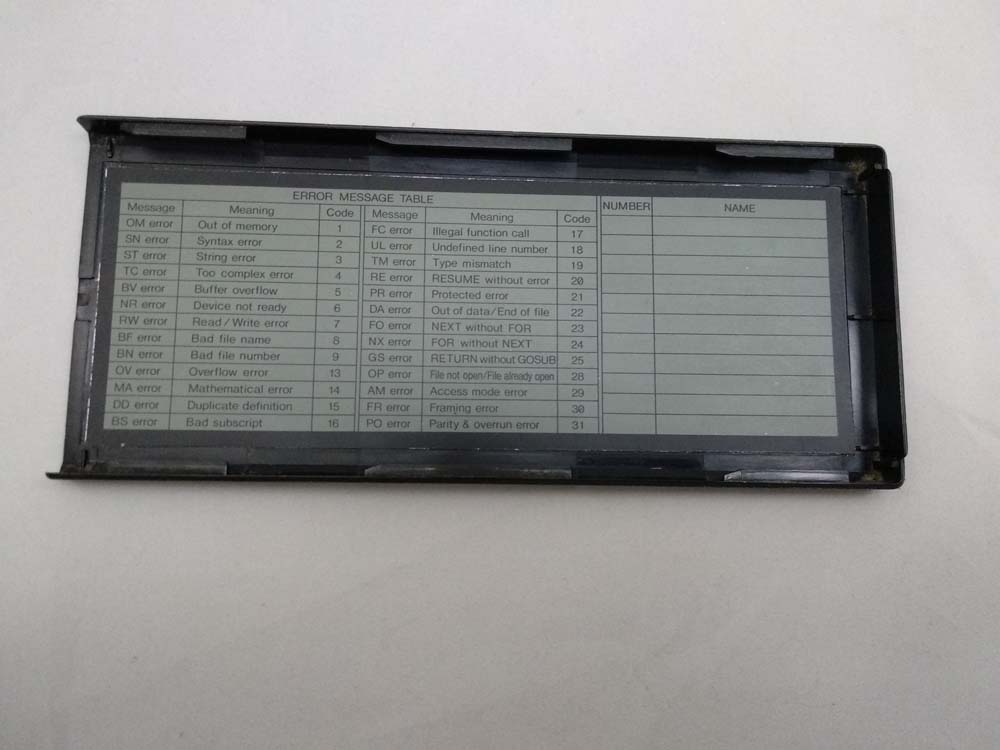 ERROR MESSAGE TABLE
Message Meaning Code Message Meaning Code NUMBER NAME
OM error Out of memory 1 FC error Illegal function call 17
SN error Syntax error 2 UL error Undefined line number 18
ST error String error 3 TM error Type mismatch 19
TC error Too complex error 4 RE error RESUME without error 20
BV error Buffer overflow 5 PR error Protected error 21
NR error Device not ready 6 DA error Out of data/End of file 22
RW error Read/Write error 7 FO error NEXT without FOR 23
BF error Bad file name 8 NX error FOR without NEXT 24
BN error Bad file number 9 GS error RETURN without GOSUB 25
OV error Overflow error 13 OP error File not open/File already open 28
MA error Mathematical error 14 AM error Access mode error 29
DD error Duplicate definition 15 FR error Framing error 30
BS error Bad subscript 16 PO error Parity & overrun error 31